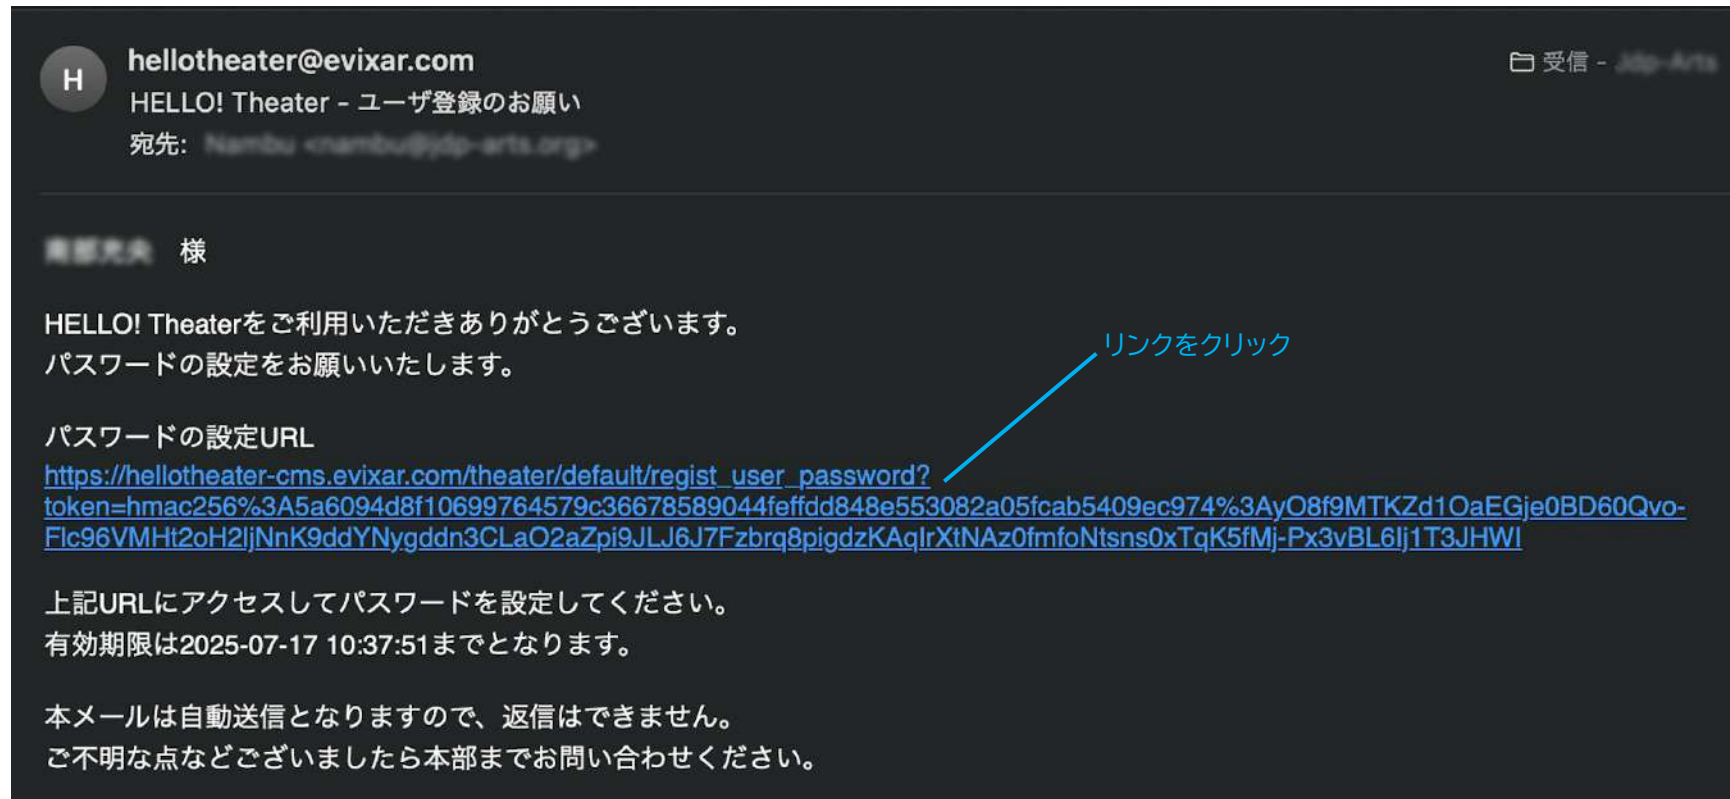 H
hellotheater@evixar.com
受信 -
HELLO! Theater - ユーザ登録のお願い
宛先:
様
HELLO! Theaterをご利用いただきありがとうございます。
パスワードの設定をお願いいたします。
リンクをクリック
パスワードの設定URL
https://hellotheater-cms.evixar.com/theater/default/regist_user_password?
token=hmac256%3A5a6094d8f10699764579c36678589044feffdd848e553082a05fcab5409ec974%3AyO8f9MTKZd1OaEGje0BD60Qvo-
FIc96VMHt2oH2ljNnK9ddYNygddn3CLaO2aZpi9JLJ6J7Fzbrq8pigdzKAqIrXtNAz0fmfoNtsns0xTqK5fMj-Px3vBL6Ij1T3JHWI
上記URLにアクセスしてパスワードを設定してください。
有効期限は2025-07-17 10:37:51までとなります。
本メールは自動送信となりますので、返信はできません。
ご不明な点などございましたら本部までお問い合わせください。